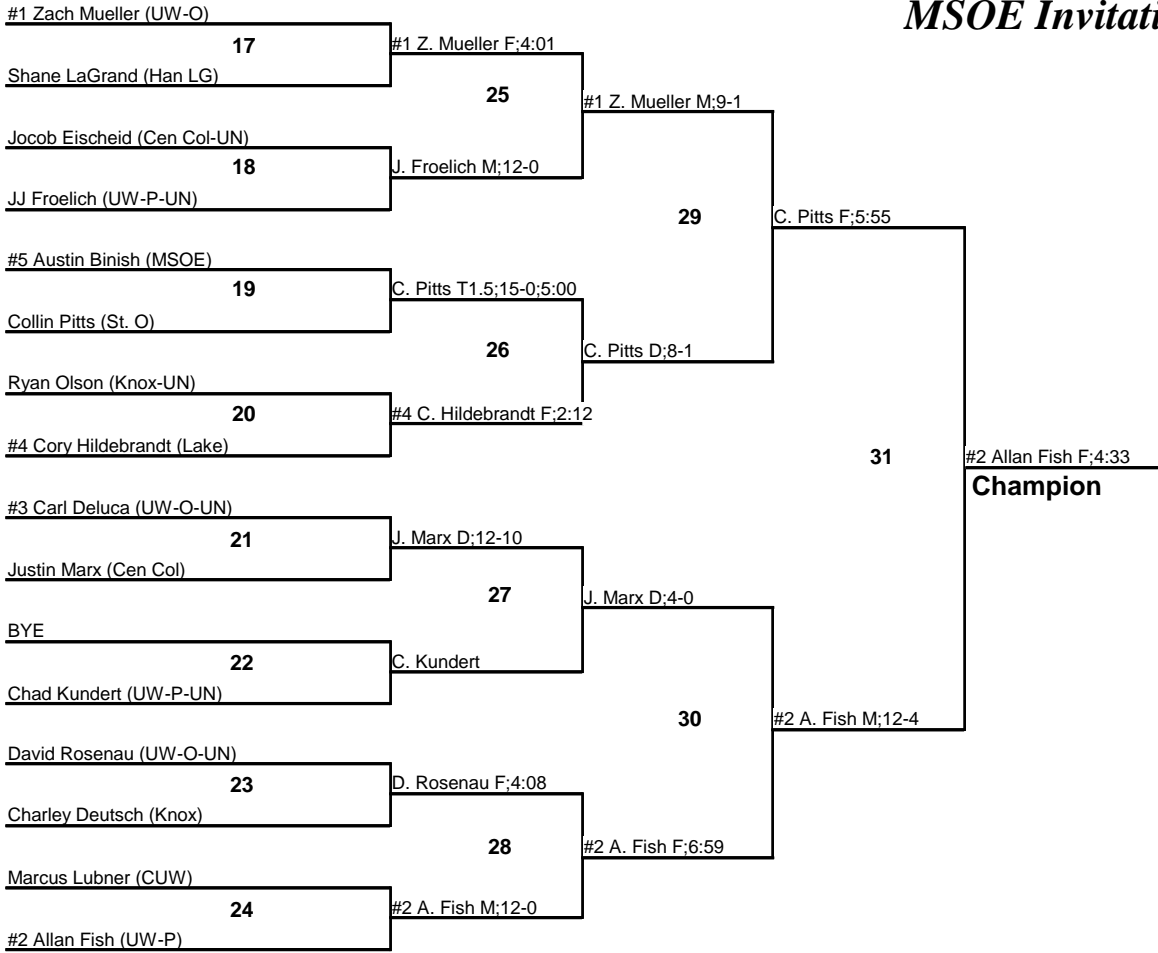 MSOE Invitati
#1 Zach Mueller (UW-O)
17
Shane LaGrand (Han LG)
#1 Z. Mueller F;4:01
25
#1 Z. Mueller M;9-1
Jocob Eischeid (Cen Col-UN)
18
JJ Froelich (UW-P-UN)
J. Froelich M;12-0
29
C. Pitts F;5:55
#5 Austin Binish (MSOE)
19
Collin Pitts (St. O)
C. Pitts T1.5;15-0;5:00
26
C. Pitts D;8-1
Ryan Olson (Knox-UN)
20
#4 Cory Hildebrandt (Lake)
#4 C. Hildebrandt F;2:12
31
#2 Allan Fish F;4:33
Champion
#3 Carl Deluca (UW-O-UN)
21
Justin Marx (Cen Col)
J. Marx D;12-10
27
J. Marx D;4-0
BYE
22
Chad Kundert (UW-P-UN)
C. Kundert
30
#2 A. Fish M;12-4
David Rosenau (UW-O-UN)
23
Charley Deutsch (Knox)
D. Rosenau F;4:08
28
#2 A. Fish F;6:59
Marcus Lubner (CUW)
24
#2 Allan Fish (UW-P)
#2 A. Fish M;12-0